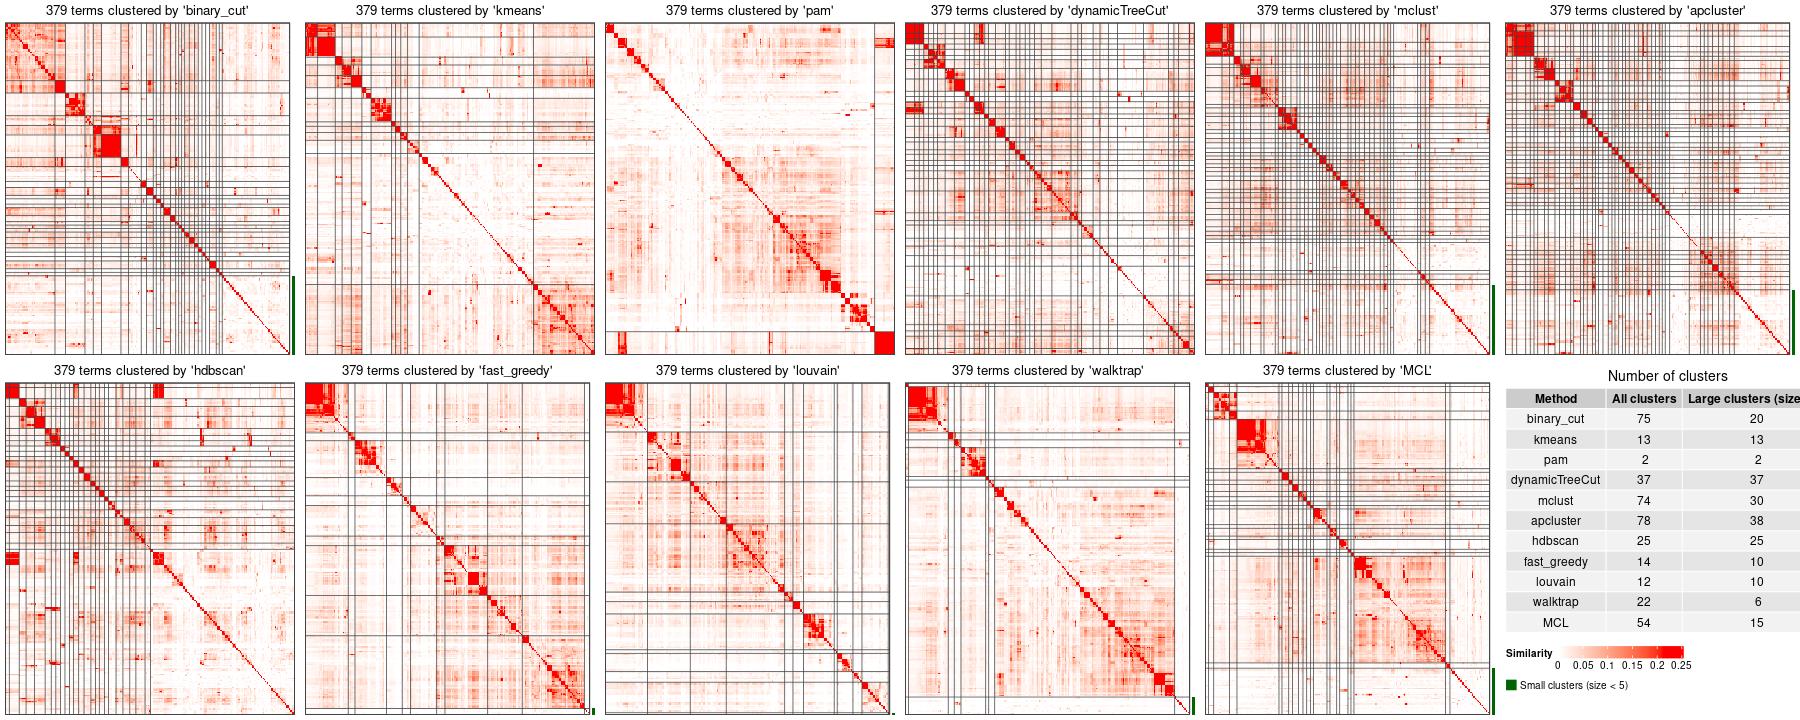 379 terms clustered by 'binary_cut'
379 terms clustered by 'kmeans'
379 terms clustered by 'pam'
379 terms clustered by 'dynamicTreeCut'
379 terms clustered by 'mclust'
379 terms clustered by 'apcluster'
379 terms clustered by 'hdbscan'
379 terms clustered by 'fast_greedy'
379 terms clustered by 'louvain'
379 terms clustered by 'walktrap'
379 terms clustered by 'MCL'
Number of clusters
Method All clusters Large clusters (size
binary_cut 75 20
kmeans 13 13
pam 2 2
dynamicTreeCut 37 37
mclust 74 30
apcluster 78 38
hdbscan 25 25
fast_greedy 14 10
louvain 12 10
walktrap 22 6
MCL 54 15
Similarity
0 0.05 0.1 0.15 0.2 0.25
Small clusters (size < 5)